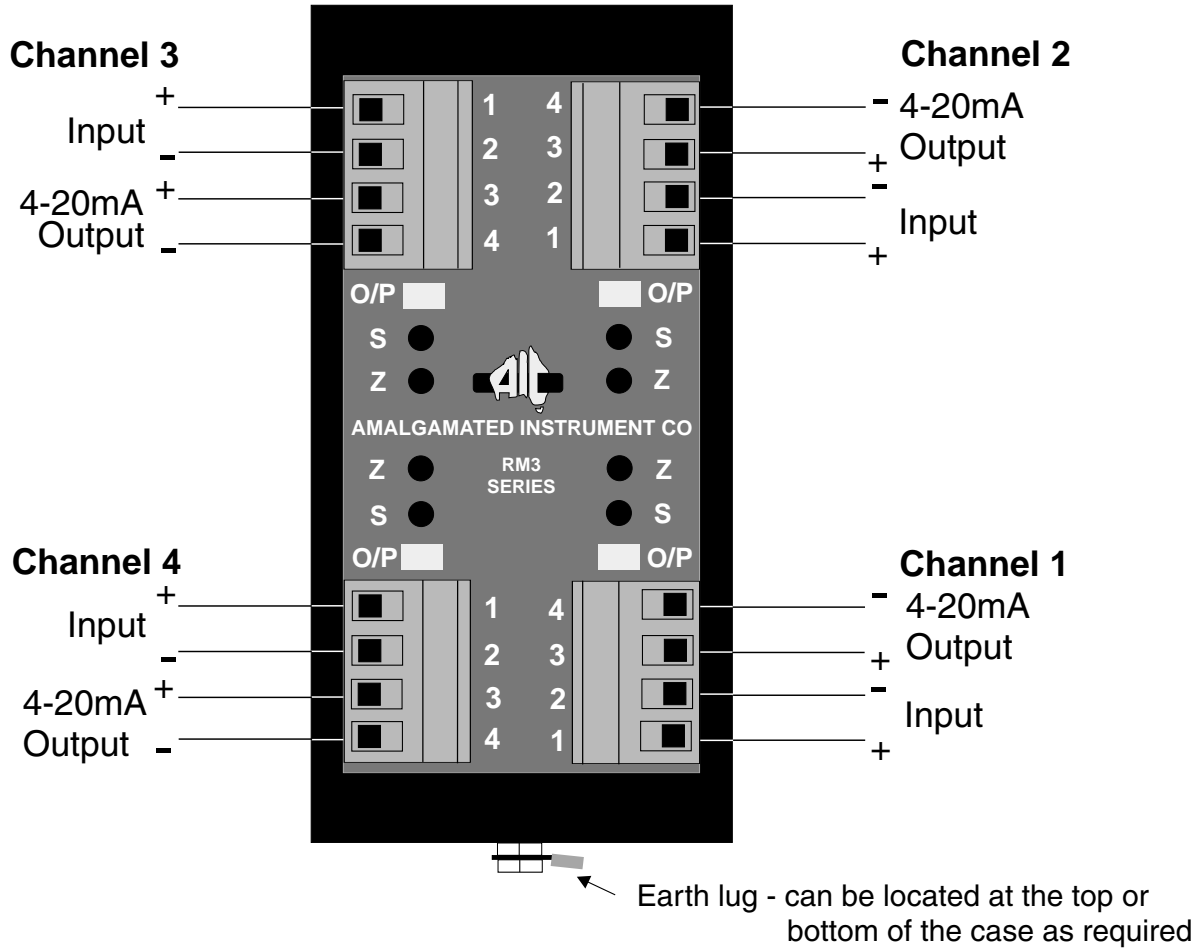 Channel 3
+
Input
-
4-20mA +
Output -
Channel 2
- 4-20mA
+ Output
-
Input
+
1 4
2 3
3 2
4 1
O/P O/P
S S
Z Z
AIC
AMALGAMATED INSTRUMENT CO
Z RM3 Z
SERIES
S S
O/P O/P
Channel 4
+
Input
-
4-20mA +
Output -
1 4
2 3
3 2
4 1
Channel 1
- 4-20mA
+ Output
-
Input
+
Earth lug - can be located at the top or
bottom of the case as required